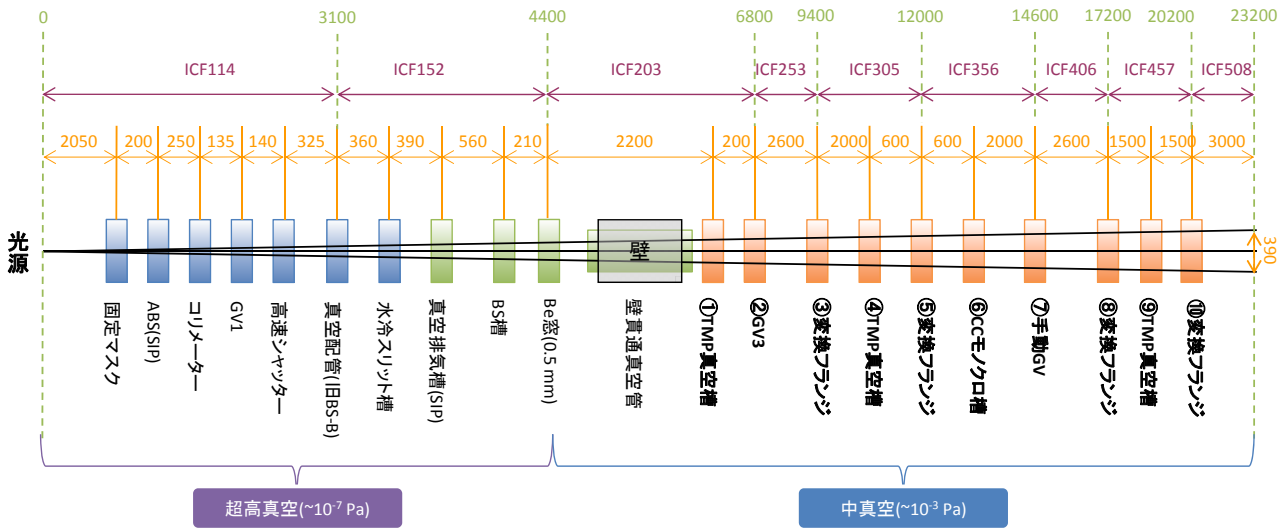 0
3100
4400
6800
9400
12000
14600
17200
20200
23200
ICF114
ICF152
ICF203
ICF253
ICF305
ICF356
ICF406
ICF457
ICF508
2050
200
250
135
140
325
360
390
560
210
2200
200
2600
2000
600
600
2000
2600
1500
1500
3000
光源
壁
390
固定マスク
ABS(SIP)
コリメーター
GV1
高速シャッター
真空配管(旧BS-B)
水冷スリット槽
真空排気槽(SIP)
BS槽
Be窓(0.5 mm)
壁貫通真空管
①TMP真空槽
②GV3
③変換フランジ
④TMP真空槽
⑤変換フランジ
⑥CCモノクロ槽
⑦手動GV
⑧変換フランジ
⑨TMP真空槽
⑩変換フランジ
超高真空(~10⁻⁷ Pa)
中真空(~10⁻³ Pa)